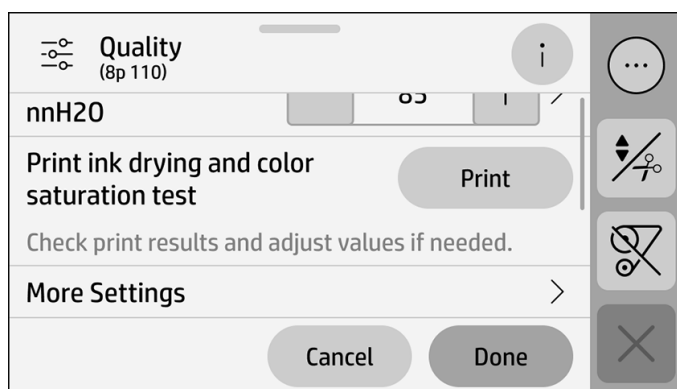 Quality
(8p 110)
nnH2O
Print ink drying and color
saturation test
Print
Check print results and adjust values if needed.
More Settings
Cancel
Done